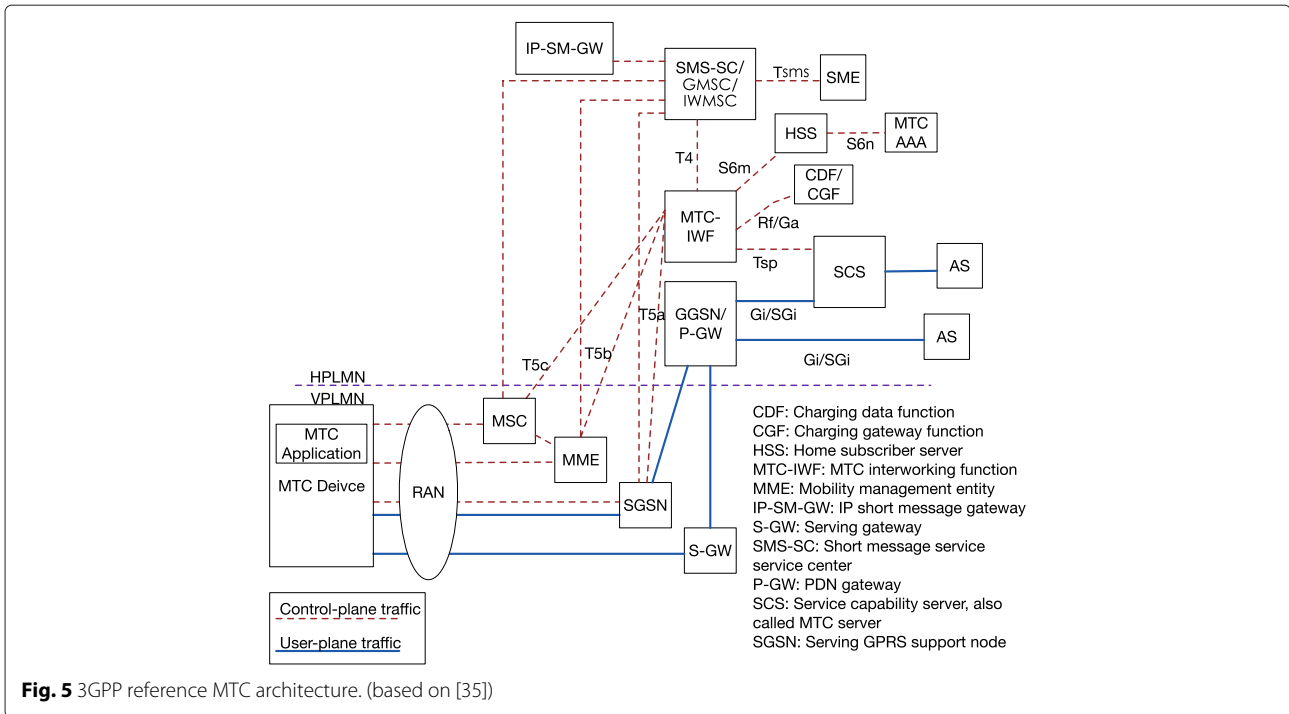 IP-SM-GW
SMS-SC/
GMSC/
IWMSC
Tsms
SME
HSS
S6n
MTC
AAA
T4
S6m
CDF/
CGF
MTC-
IWF
Rf/Ga
Tsp
SCS
AS
T5a
GGSN/
P-GW
Gi/SGi
AS
Gi/SGi
T5b
T5c
HPLMN
VPLMN
MTC
Application
MTC Deivce
RAN
MSC
MME
SGSN
S-GW
CDF: Charging data function
CGF: Charging gateway function
HSS: Home subscriber server
MTC-IWF: MTC interworking function
MME: Mobility management entity
IP-SM-GW: IP short message gateway
S-GW: Serving gateway
SMS-SC: Short message service
service center
P-GW: PDN gateway
SCS: Service capability server, also
called MTC server
SGSN: Serving GPRS support node
Control-plane traffic
User-plane traffic
Fig. 5 3GPP reference MTC architecture. (based on [35])